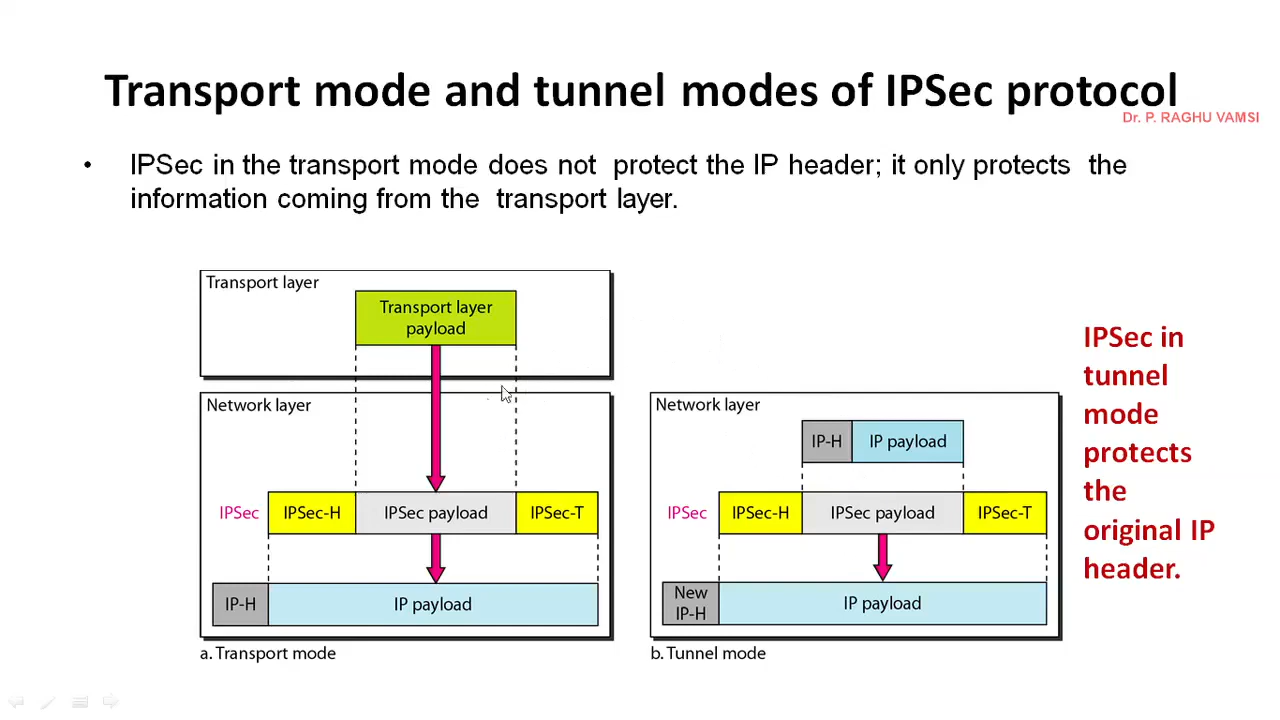 Transport mode and tunnel modes of IPSec protocol
Dr. P. RAGHU VAMSI
• IPSec in the transport mode does not protect the IP header; it only protects the
information coming from the transport layer.
Transport layer
Transport layer
payload
Network layer
IPSec IPSec-H IPSec payload IPSec-T
IP-H IP payload
a. Transport mode
Network layer
IP-H IP payload
IPSec IPSec-H IPSec payload IPSec-T
New
IP-H
IP payload
b. Tunnel mode
IPSec in
tunnel
mode
protects
the
original IP
header.